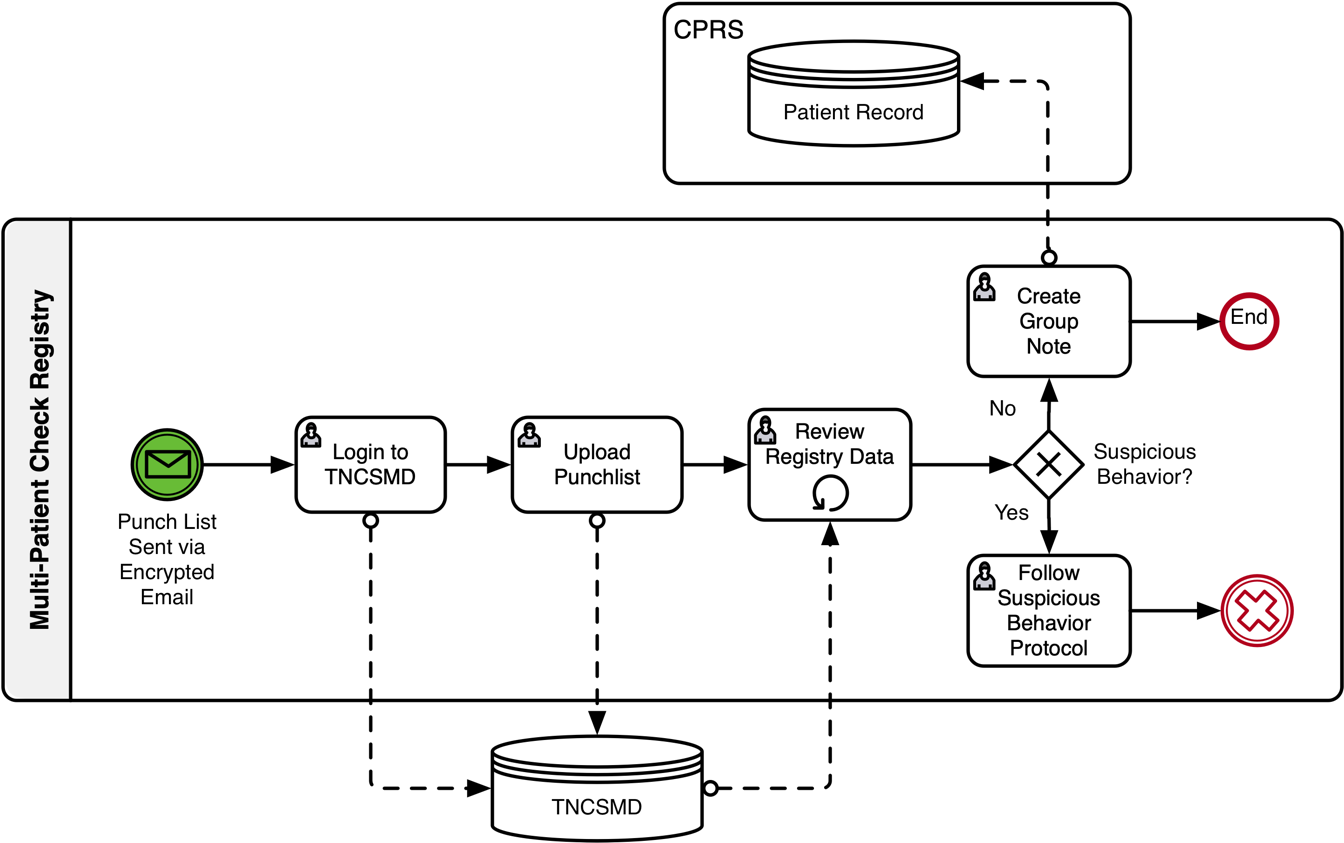 CPRS
Patient Record
Multi-Patient Check Registry
Create
Group
Note
End
No
Login to
TNCSMD
Upload
Punchlist
Review
Registry Data
Suspicious
Behavior?
Yes
Punch List
Sent via
Encrypted
Email
Follow
Suspicious
Behavior
Protocol
TNCSMD